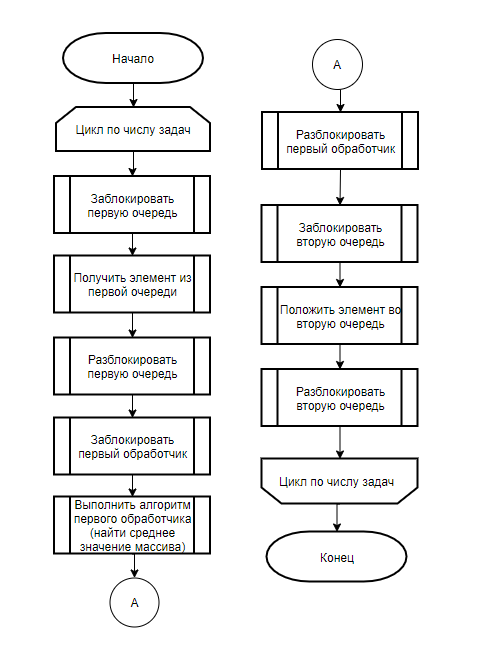 Начало
Цикл по числу задач
Заблокировать
первую очередь
Получить элемент из
первой очереди
Разблокировать
первую очередь
Заблокировать
первый обработчик
Выполнить алгоритм
первого обработчика
(найти среднее
значение массива)
А
А
Разблокировать
первый обработчик
Заблокировать
вторую очередь
Положить элемент во
вторую очередь
Разблокировать
вторую очередь
Цикл по числу задач
Конец